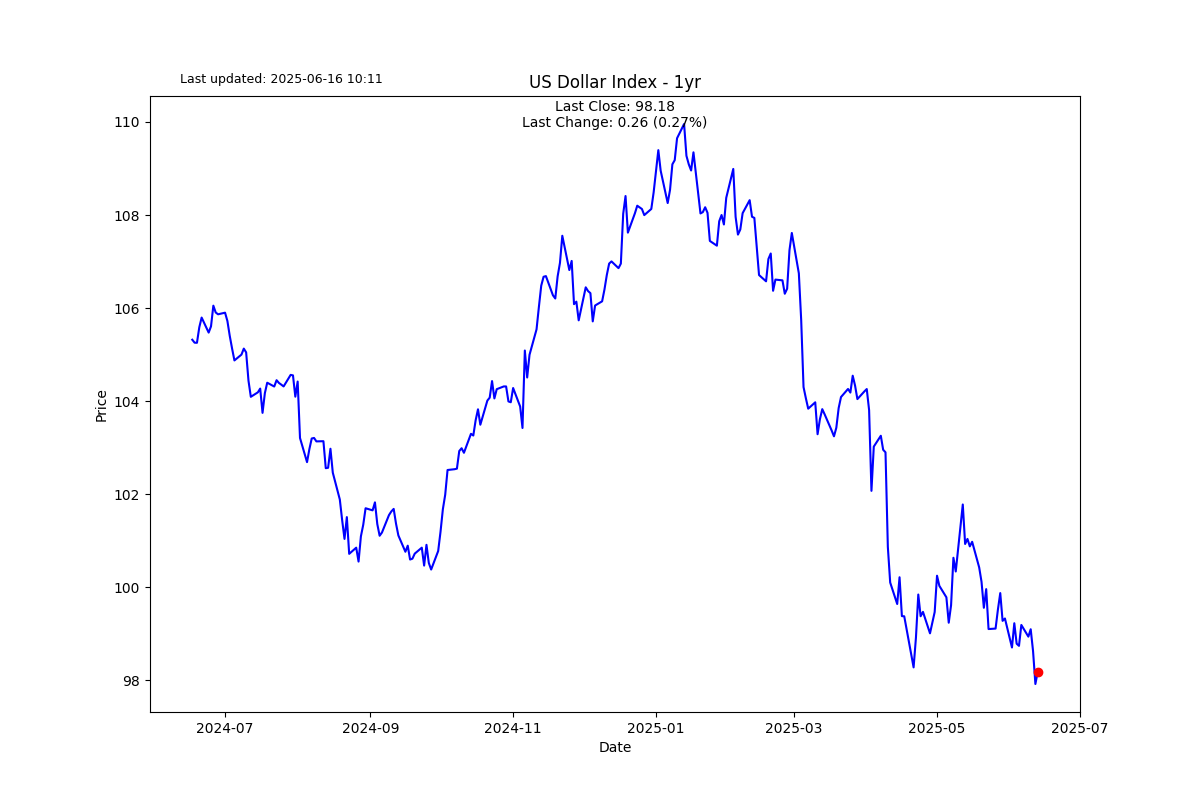 Last updated: 2025-06-16 10:11
US Dollar Index - 1yr
Last Close: 98.18
Last Change: 0.26 (0.27%)
110
108
106
104
102
100
98
Price
2024-07
2024-09
2024-11
2025-01
2025-03
2025-05
2025-07
Date